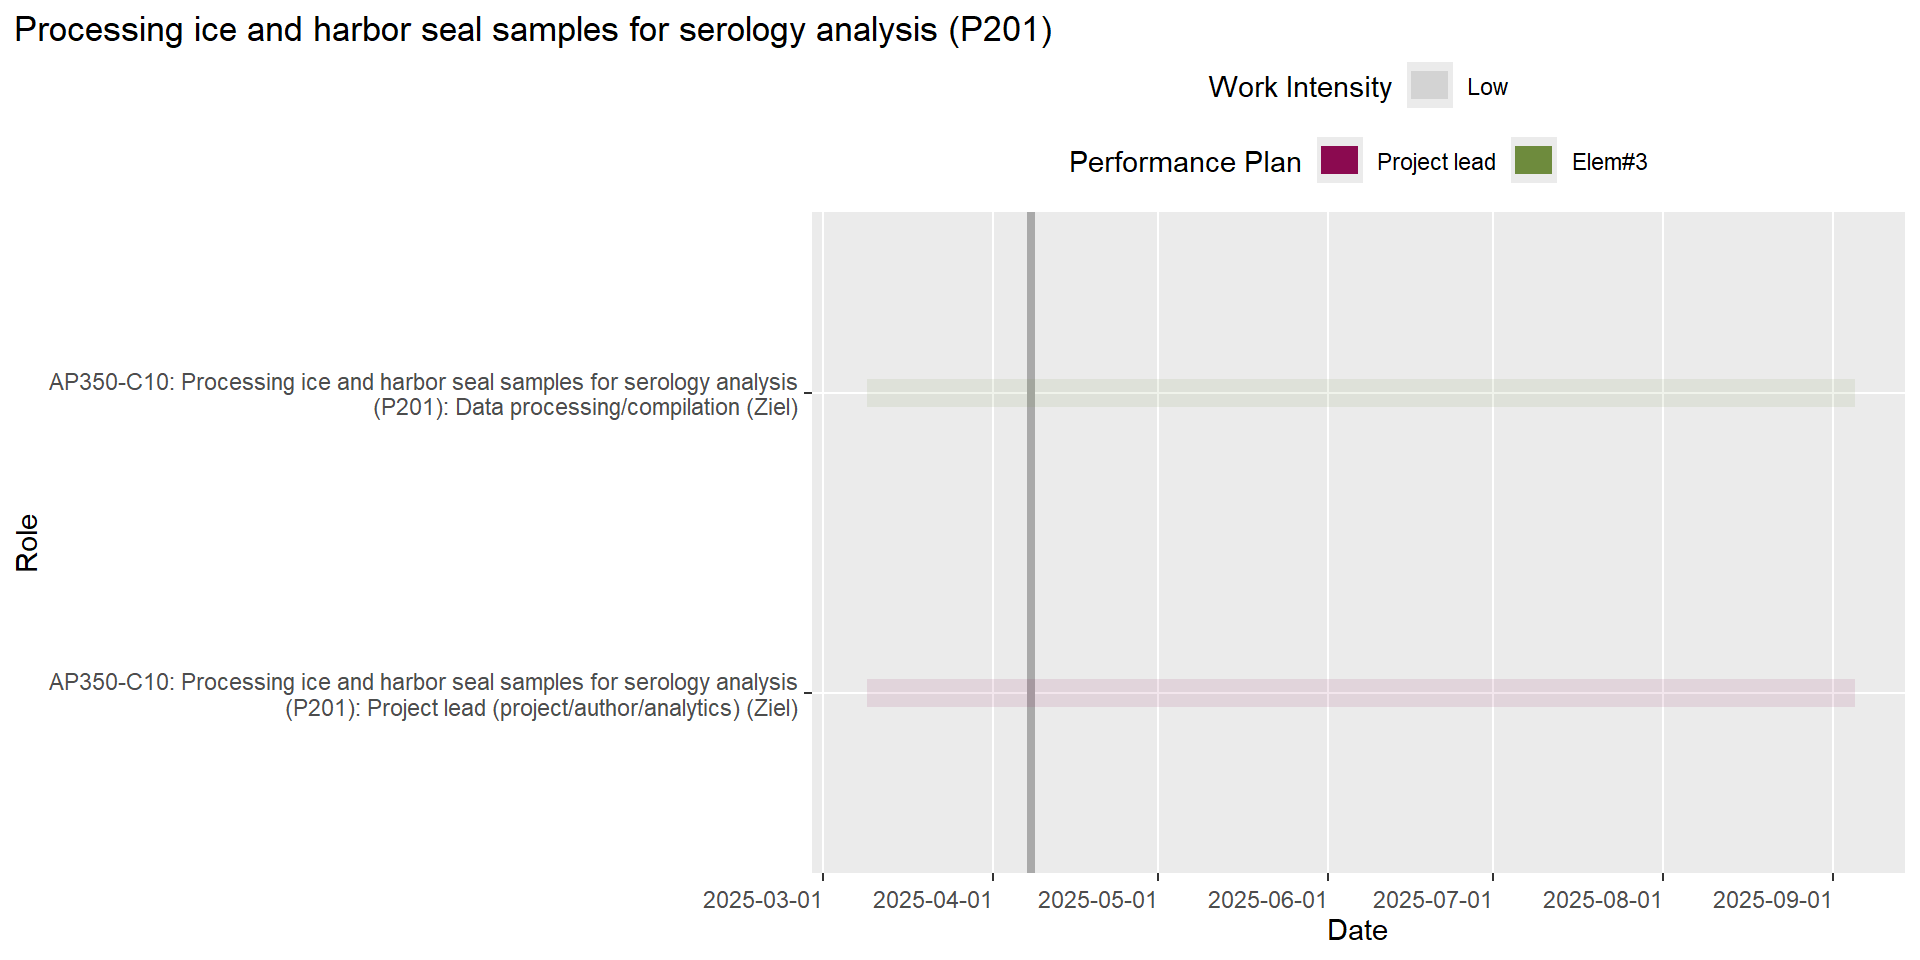 Processing ice and harbor seal samples for serology analysis (P201)
Work Intensity Low
Performance Plan Project lead Elem#3
AP350-C10: Processing ice and harbor seal samples for serology analysis
(P201): Data processing/compilation (Ziel)
Role
AP350-C10: Processing ice and harbor seal samples for serology analysis
(P201): Project lead (project/author/analytics) (Ziel)
2025-03-01 2025-04-01 2025-05-01 2025-06-01 2025-07-01 2025-08-01 2025-09-01
Date